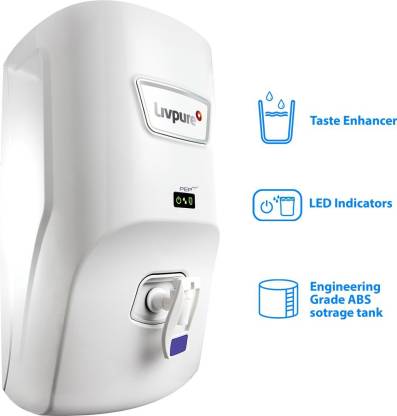 Livpure
PEP
Taste Enhancer
LED Indicators
Engineering
Grade ABS
sotrage tank